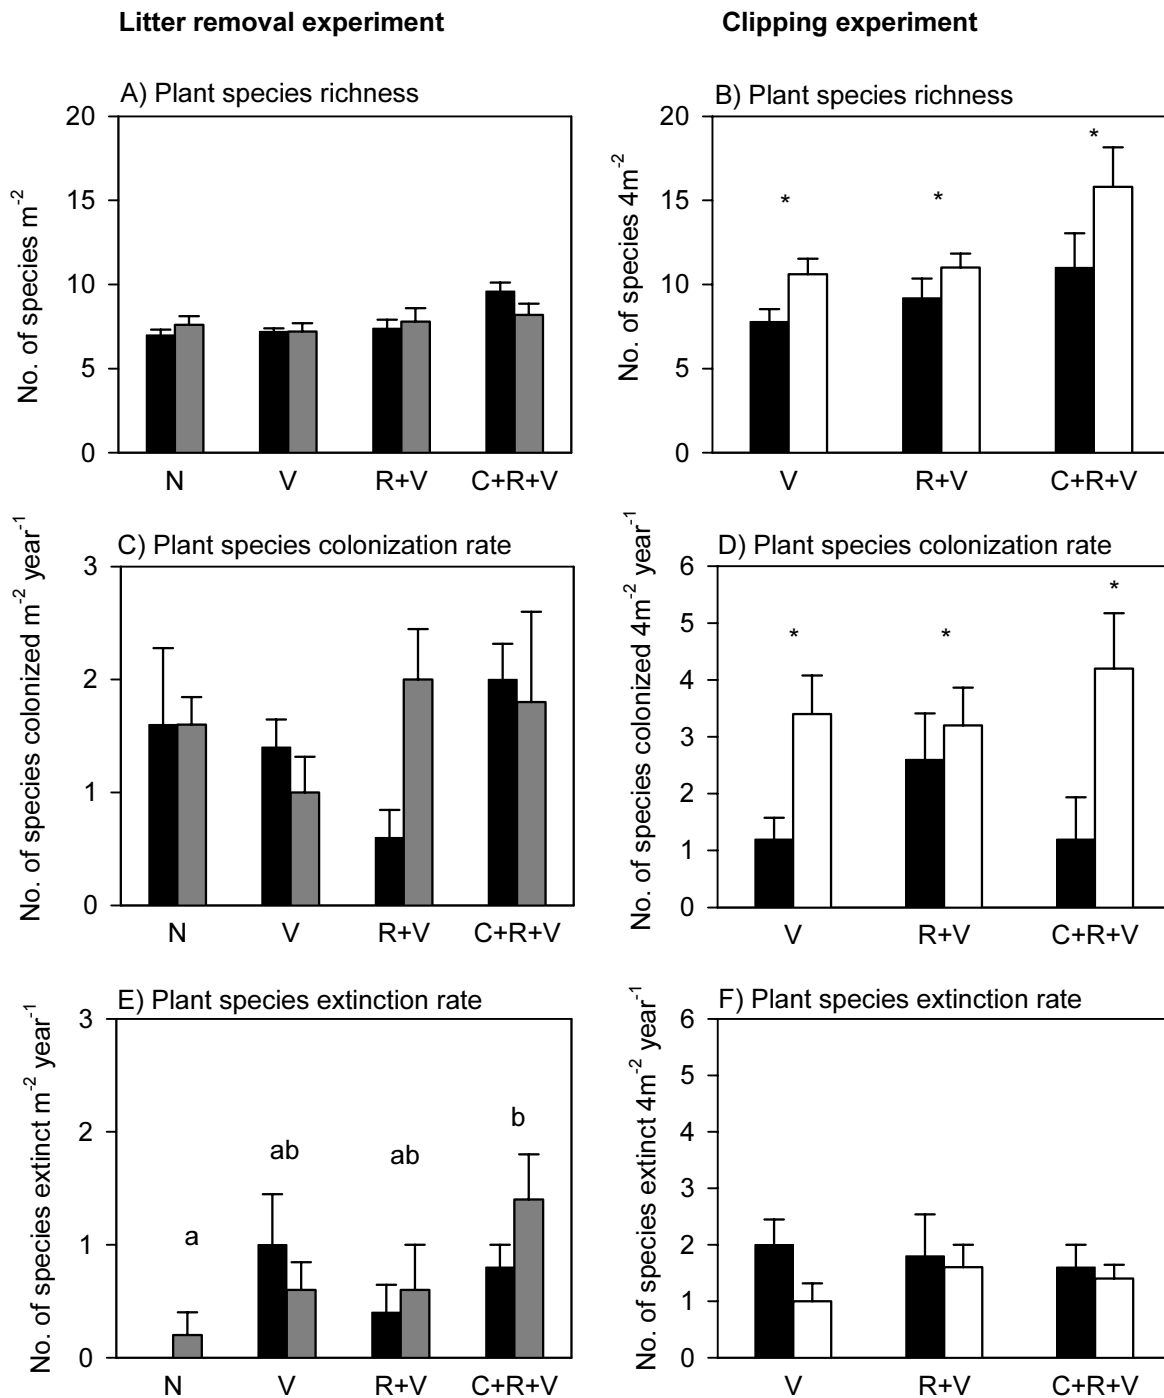 Litter removal experiment
Clipping experiment
A) Plant species richness
No. of species m-2
20
15
10
5
0
N V R+V C+R+V
B) Plant species richness
No. of species 4m-2
20
15
10
5
0
* * *
V R+V C+R+V
C) Plant species colonization rate
No. of species colonized m-2 year-1
3
2
1
0
N V R+V C+R+V
D) Plant species colonization rate
No. of species colonized 4m-2 year-1
6
5
4
3
2
1
0
* * *
V R+V C+R+V
E) Plant species extinction rate
No. of species extinct m-2 year-1
3
2
1
0
a ab ab b
N V R+V C+R+V
F) Plant species extinction rate
No. of species extinct 4m-2 year-1
6
5
4
3
2
1
0
V R+V C+R+V